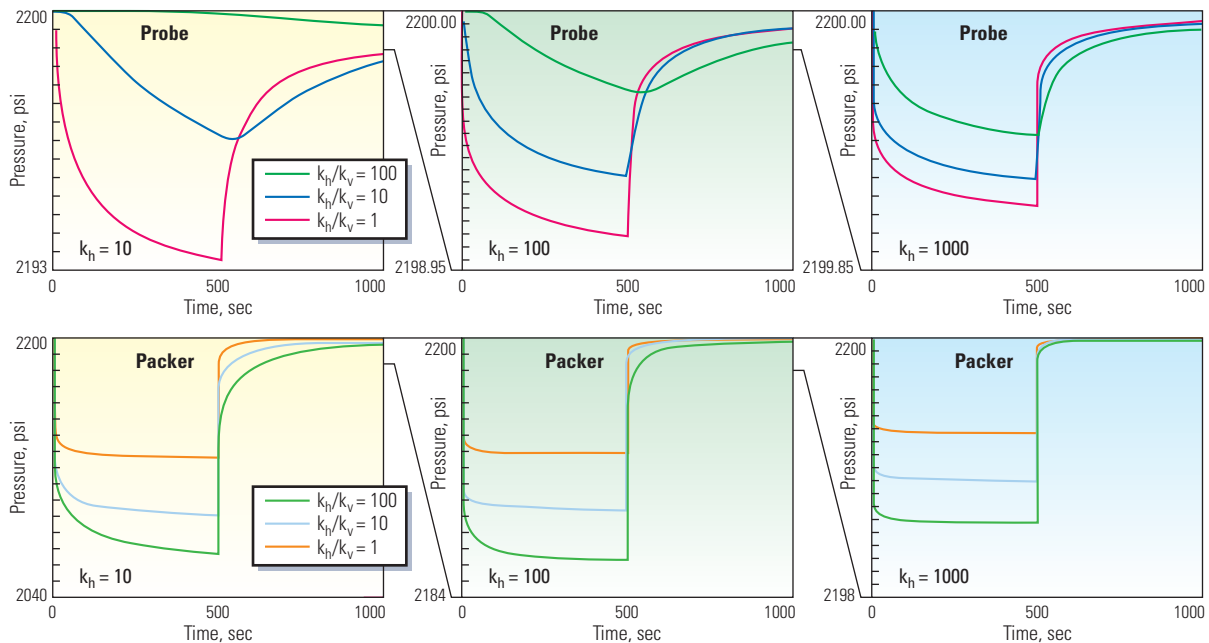 2200
Probe
Pressure, psi
k_h/k_v = 100
k_h/k_v = 10
k_h/k_v = 1
k_h = 10
2193
0
500
1000
Time, sec
2200.00
Probe
Pressure, psi
k_h = 100
2198.95
0
500
1000
Time, sec
2200.00
Probe
Pressure, psi
k_h = 1000
2199.85
0
500
1000
Time, sec
2200
Packer
Pressure, psi
k_h/k_v = 100
k_h/k_v = 10
k_h/k_v = 1
k_h = 10
2040
0
500
1000
Time, sec
2200
Packer
Pressure, psi
k_h = 100
2184
0
500
1000
Time, sec
2200
Packer
Pressure, psi
k_h = 1000
2198
0
500
1000
Time, sec